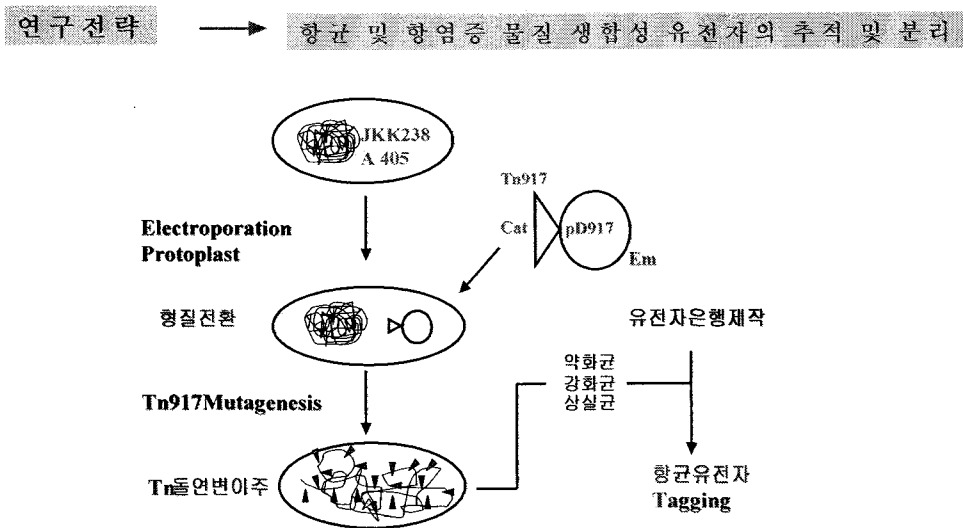 연구전략
항균 및 항염증 물질 생합성 유전자의 추적 및 분리
JKK238
A 405
Tn917
Cat
pD917
Em
Electroporation
Protoplast
형질전환
유전자은행제작
약화균
강화균
상실균
Tn917Mutagenesis
Tn돌연변이주
항균유전자
Tagging